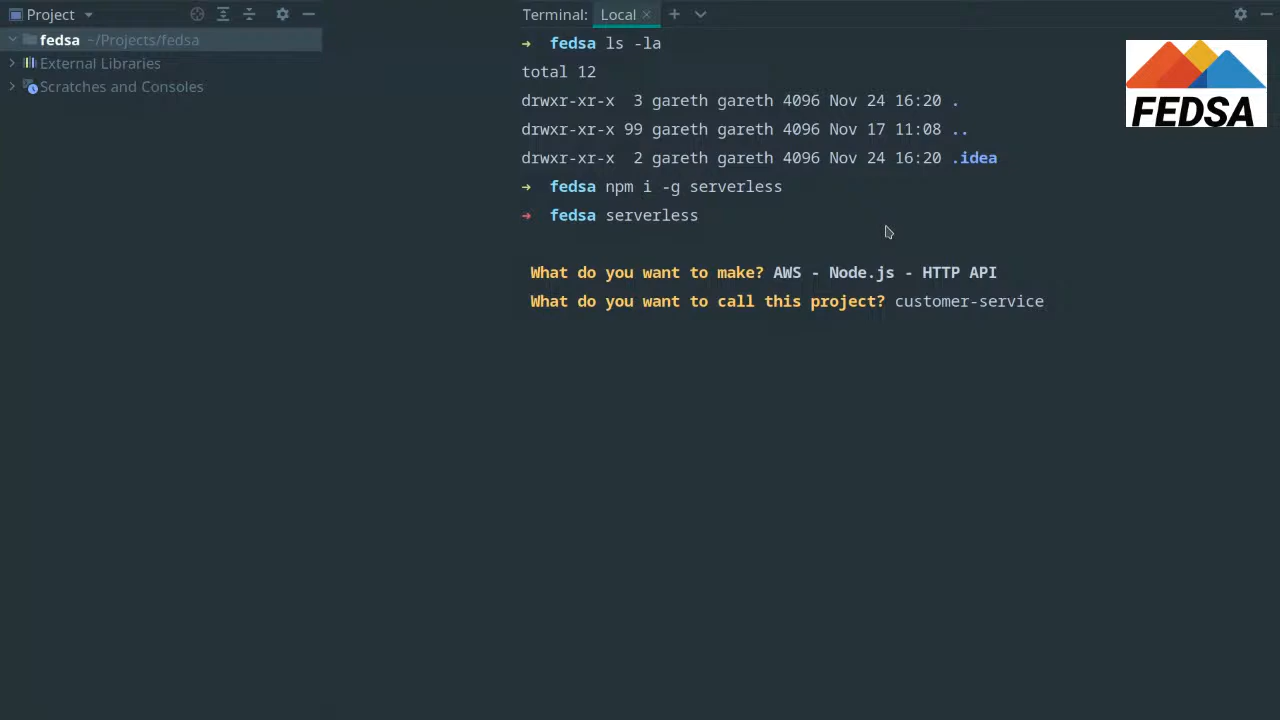 Project
fedsa ~/Projects/fedsa
External Libraries
Scratches and Consoles
Terminal: Local
➜ fedsa ls -la
total 12
drwxr-xr-x  3 gareth gareth 4096 Nov 24 16:20 .
drwxr-xr-x 99 gareth gareth 4096 Nov 17 11:08 ..
drwxr-xr-x  2 gareth gareth 4096 Nov 24 16:20 .idea
➜ fedsa npm i -g serverless
➜ fedsa serverless
What do you want to make? AWS - Node.js - HTTP API
What do you want to call this project? customer-service
FEDSA